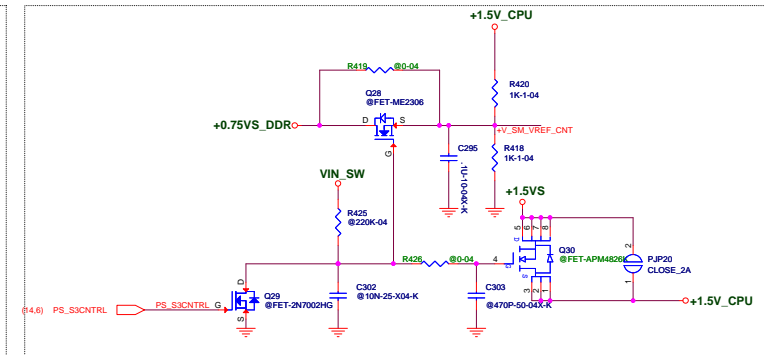 +1.5V_CPU
R419
@0-04
Q28
@FET-ME2306
R420
1K-1-04
+0.75VS_DDR
D
S
G
+V_SM_VREF_CNT
C295
.1U-10-04X-K
R418
1K-1-04
VIN_SW
+1.5VS
R425
@220K-04
5
6
7
8
D
R426
@0-04
4
G
S
Q30
@FET-APM4826K
PJP20
CLOSE_2A
2
1
3
2
1
+1.5V_CPU
D
(14,6)
PS_S3CNTRL
PS_S3CNTRL
G
S
Q29
@FET-2N7002HG
C302
@10N-25-X04-K
C303
@470P-50-04X-K